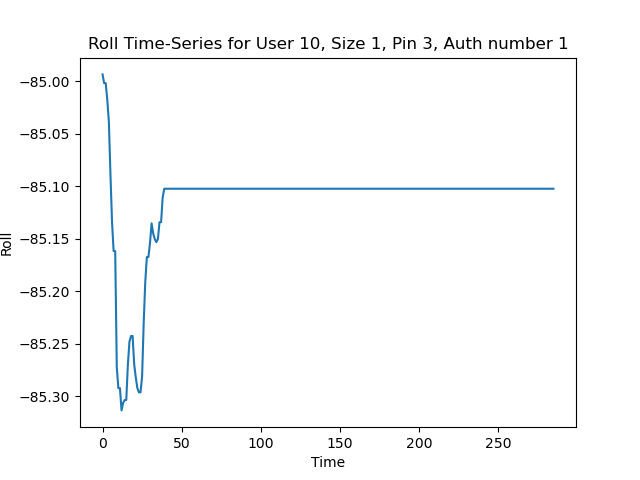 Roll Time-Series for User 10, Size 1, Pin 3, Auth number 1
−85.00
−85.05
−85.10
−85.15
−85.20
−85.25
−85.30
Roll
0 50 100 150 200 250
Time